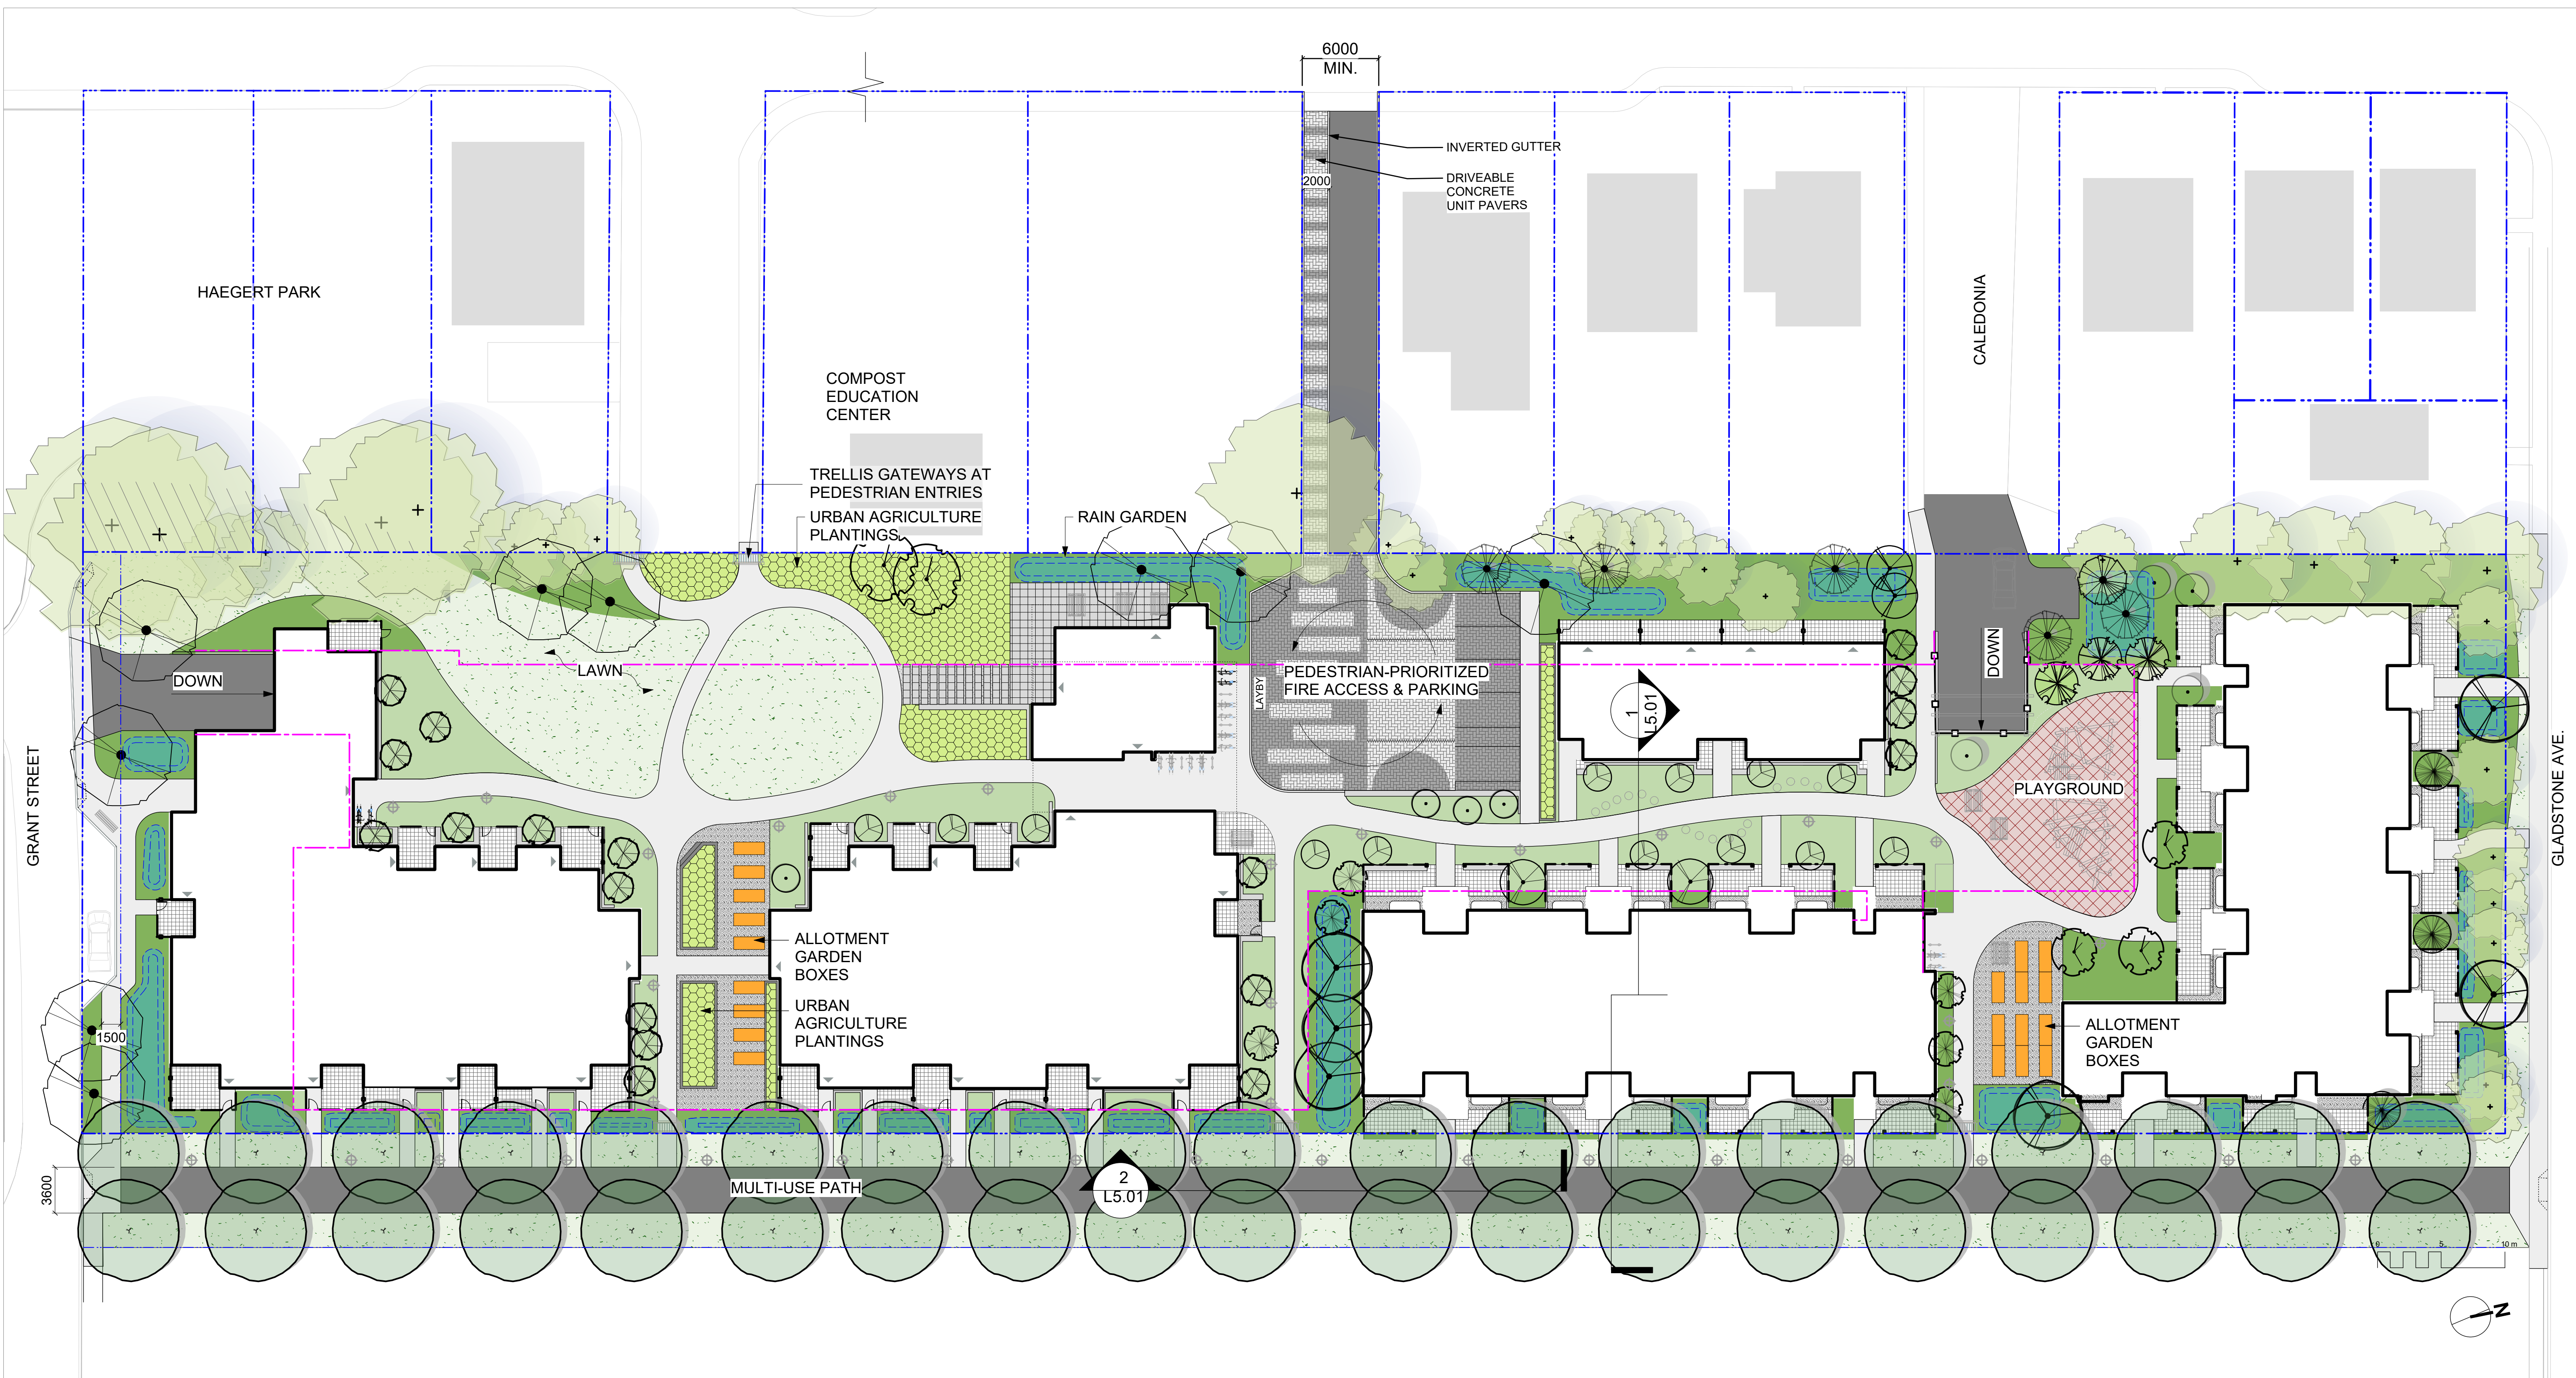 6000
MIN.
INVERTED GUTTER
DRIVEABLE
CONCRETE
UNIT PAVERS
2000
HAEGERT PARK
CALEDONIA
COMPOST
EDUCATION
CENTER
TRELLIS GATEWAYS AT
PEDESTRIAN ENTRIES
URBAN AGRICULTURE
PLANTINGS
RAIN GARDEN
LAWN
DOWN
LAYBY
PEDESTRIAN-PRIORITIZED
FIRE ACCESS & PARKING
1
L5.01
DOWN
PLAYGROUND
GRANT STREET
GLADSTONE AVE.
ALLOTMENT
GARDEN
BOXES
URBAN
AGRICULTURE
PLANTINGS
ALLOTMENT
GARDEN
BOXES
1500
3600
MULTI-USE PATH
2
L5.01
0 5 10 m
N